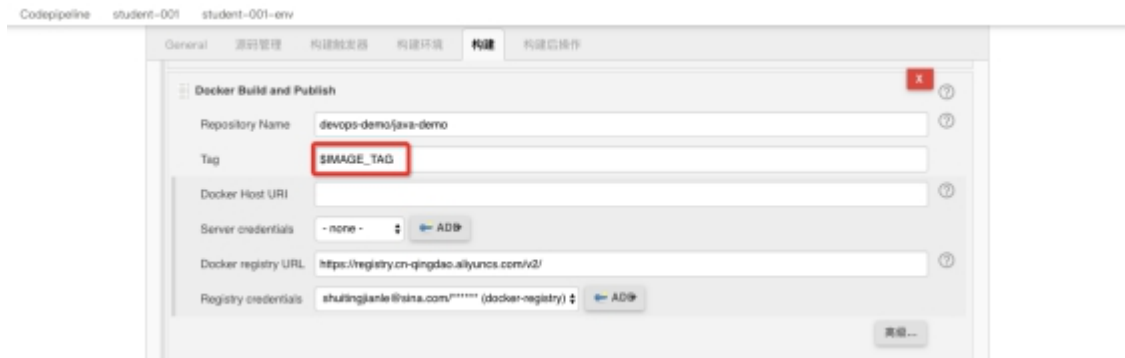 Codepipeline student-001 student-001-env
General 源码管理 构建触发器 构建环境 构建 构建后操作
X
Docker Build and Publish
Repository Name devops-demo/java-demo
Tag $IMAGE_TAG
Docker Host URI
Server credentials - none - ADD
Docker registry URL https://registry.cn-qingdao.aliyuncs.com/v2/
Registry credentials shuitingjianle@sina.com/****** (docker-registry) ADD
高级...